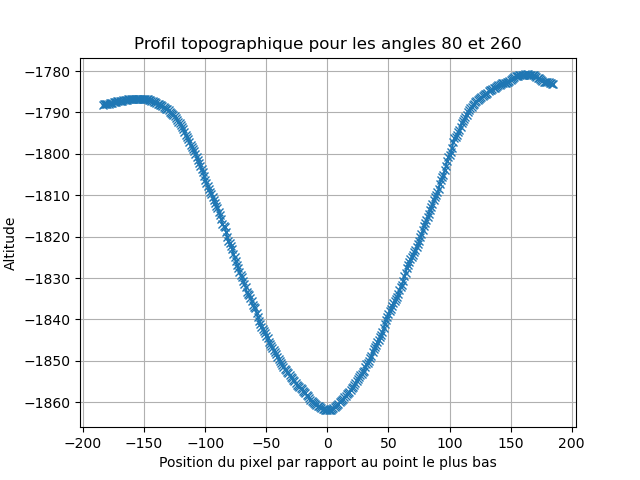 Profil topographique pour les angles 80 et 260
−1780
−1790
−1800
−1810
−1820
−1830
−1840
−1850
−1860
Altitude
−200 −150 −100 −50 0 50 100 150 200
Position du pixel par rapport au point le plus bas